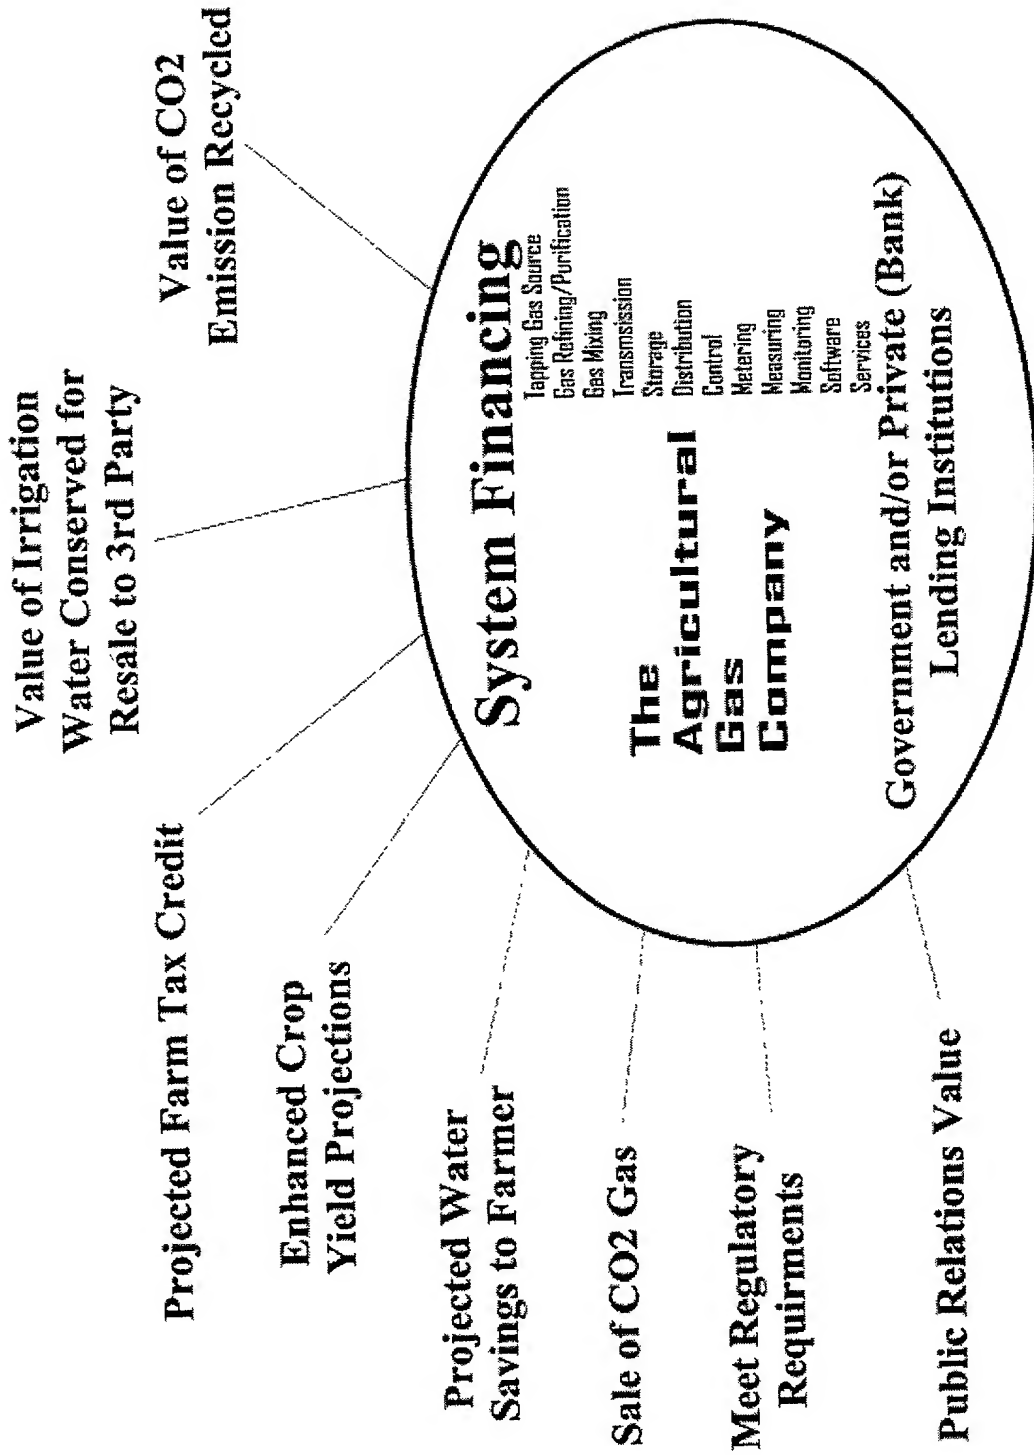 Value of Irrigation
Water Conserved for
Resale to 3rd Party
Projected Farm Tax Credit
Value of CO2
Emission Recycled
Enhanced Crop
Yield Projections
Projected Water
Savings to Farmer
Sale of CO2 Gas
Meet Regulatory
Requirments
Public Relations Value
System Financing
Tapping Gas Source
Gas Refining/Purification
Gas Mixing
Transmsission
Storage
Distribution
Control
Metering
Measuring
Monitoring
Software
Services
The
Agricultural
Gas
Company
Government and/or Private (Bank)
Lending Institutions